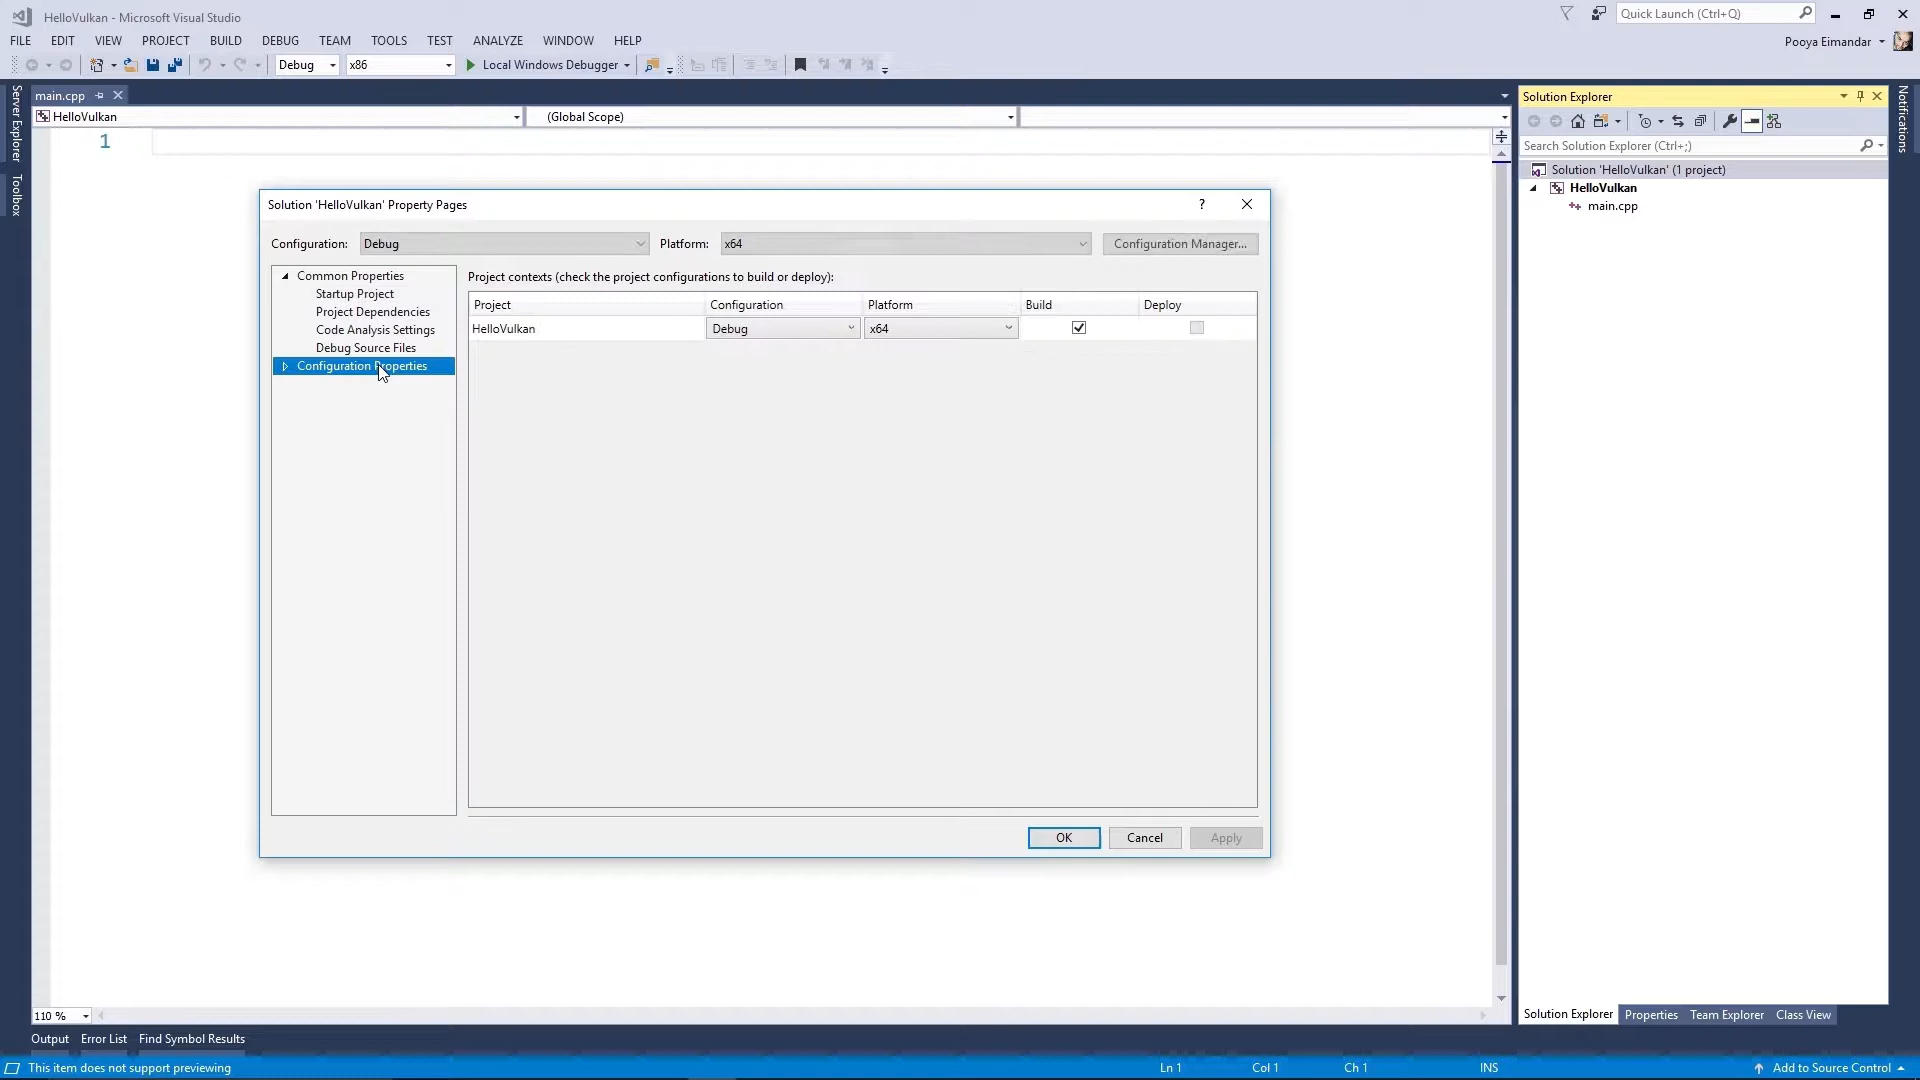 HelloVulkan - Microsoft Visual Studio
Quick Launch (Ctrl+Q)
FILE EDIT VIEW PROJECT BUILD DEBUG TEAM TOOLS TEST ANALYZE WINDOW HELP
Pooya Eimandar
Debug x86 Local Windows Debugger
Server Explorer
Toolbox
main.cpp
HelloVulkan (Global Scope)
1
Solution 'HelloVulkan' Property Pages
?
Configuration: Debug Platform: x64 Configuration Manager...
Common Properties
Startup Project
Project Dependencies
Code Analysis Settings
Debug Source Files
Configuration Properties
Project contexts (check the project configurations to build or deploy):
Project Configuration Platform Build Deploy
HelloVulkan Debug x64
OK Cancel Apply
Solution Explorer
Search Solution Explorer (Ctrl+;)
Solution 'HelloVulkan' (1 project)
HelloVulkan
main.cpp
Notifications
110 %
Solution Explorer Properties Team Explorer Class View
Output Error List Find Symbol Results
This item does not support previewing Ln 1 Col 1 Ch 1 INS Add to Source Control